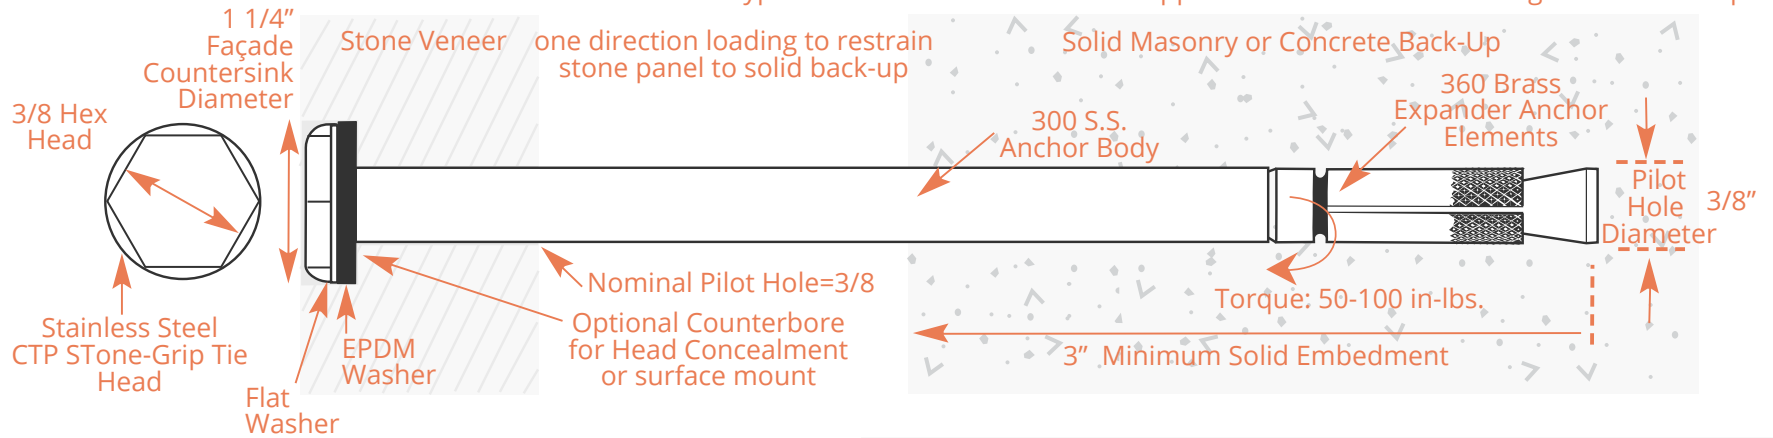 1 1/4”
Façade
Countersink
Diameter
3/8 Hex
Head
Stone Veneer
one direction loading to restrain
stone panel to solid back-up
Solid Masonry or Concrete Back-Up
360 Brass
Expander Anchor
Elements
300 S.S.
Anchor Body
Pilot
Hole
Diameter
3/8”
Nominal Pilot Hole=3/8
Torque: 50-100 in-lbs.
Optional Counterbore
for Head Concealment
or surface mount
3” Minimum Solid Embedment
Stainless Steel
CTP STone-Grip Tie
Head
EPDM
Washer
Flat
Washer